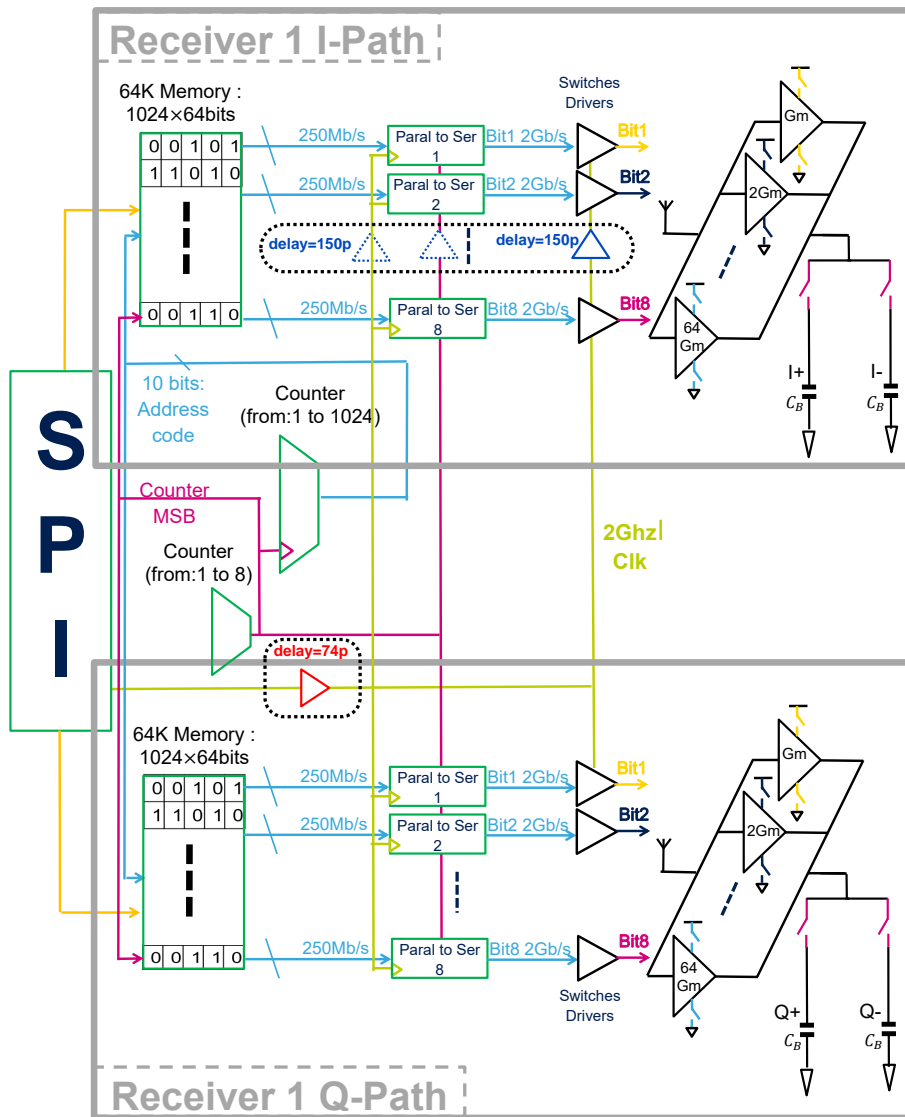 Receiver 1 I-Path
64K Memory :
1024×64bits
0 0 1 0 1
1 1 0 1 0
0 0 1 1 0
250Mb/s
Paral to Ser
1
Bit1 2Gb/s
Switches
Drivers
Bit1
250Mb/s
Paral to Ser
2
Bit2 2Gb/s
Bit2
delay=150p
delay=150p
250Mb/s
Paral to Ser
8
Bit8 2Gb/s
Bit8
Gm
2Gm
64
Gm
I+
C_B
I-
C_B
10 bits:
Address
code
Counter
(from:1 to 1024)
SPI
Counter
MSB
Counter
(from:1 to 8)
2Ghz
Clk
delay=74p
64K Memory :
1024×64bits
0 0 1 0 1
1 1 0 1 0
0 0 1 1 0
250Mb/s
Paral to Ser
1
Bit1 2Gb/s
Bit1
250Mb/s
Paral to Ser
2
Bit2 2Gb/s
Bit2
250Mb/s
Paral to Ser
8
Bit8 2Gb/s
Bit8
Switches
Drivers
Gm
2Gm
64
Gm
Q+
C_B
Q-
C_B
Receiver 1 Q-Path